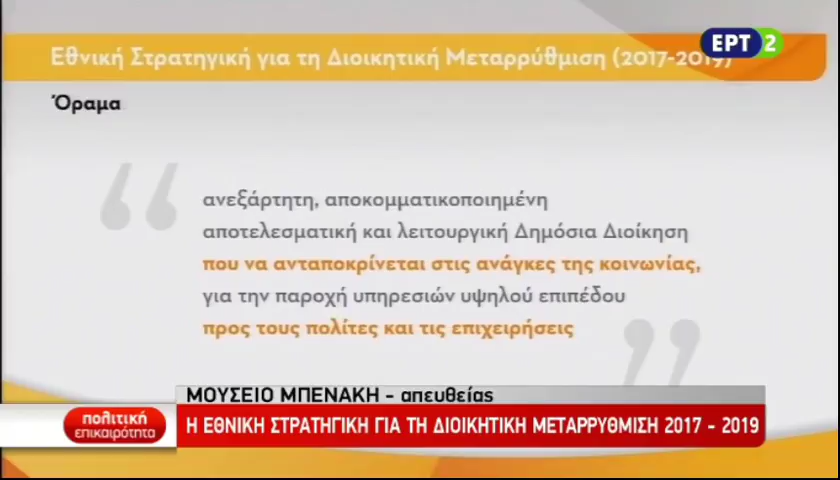 ΕΡΤ2
Εθνική Στρατηγική για τη Διοικητική Μεταρρύθμιση (2017-2019)
Όραμα
“
ανεξάρτητη, αποκομματικοποιημένη
αποτελεσματική και λειτουργική Δημόσια Διοίκηση
που να ανταποκρίνεται στις ανάγκες της κοινωνίας,
για την παροχή υπηρεσιών υψηλού επιπέδου
προς τους πολίτες και τις επιχειρήσεις
”
ΜΟΥΣΕΙΟ ΜΠΕΝΑΚΗ – απευθείας
πολιτική
επικαιρότητα
Η ΕΘΝΙΚΗ ΣΤΡΑΤΗΓΙΚΗ ΓΙΑ ΤΗ ΔΙΟΙΚΗΤΙΚΗ ΜΕΤΑΡΡΥΘΜΙΣΗ 2017 – 2019